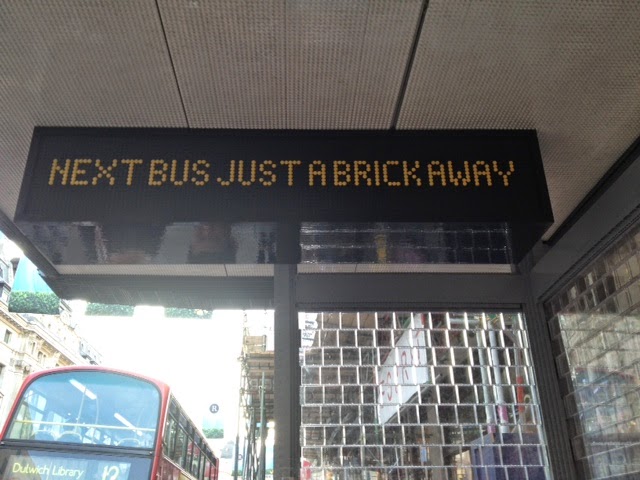 NEXT BUS JUST A BRICK AWAY
Dulwich Library
12